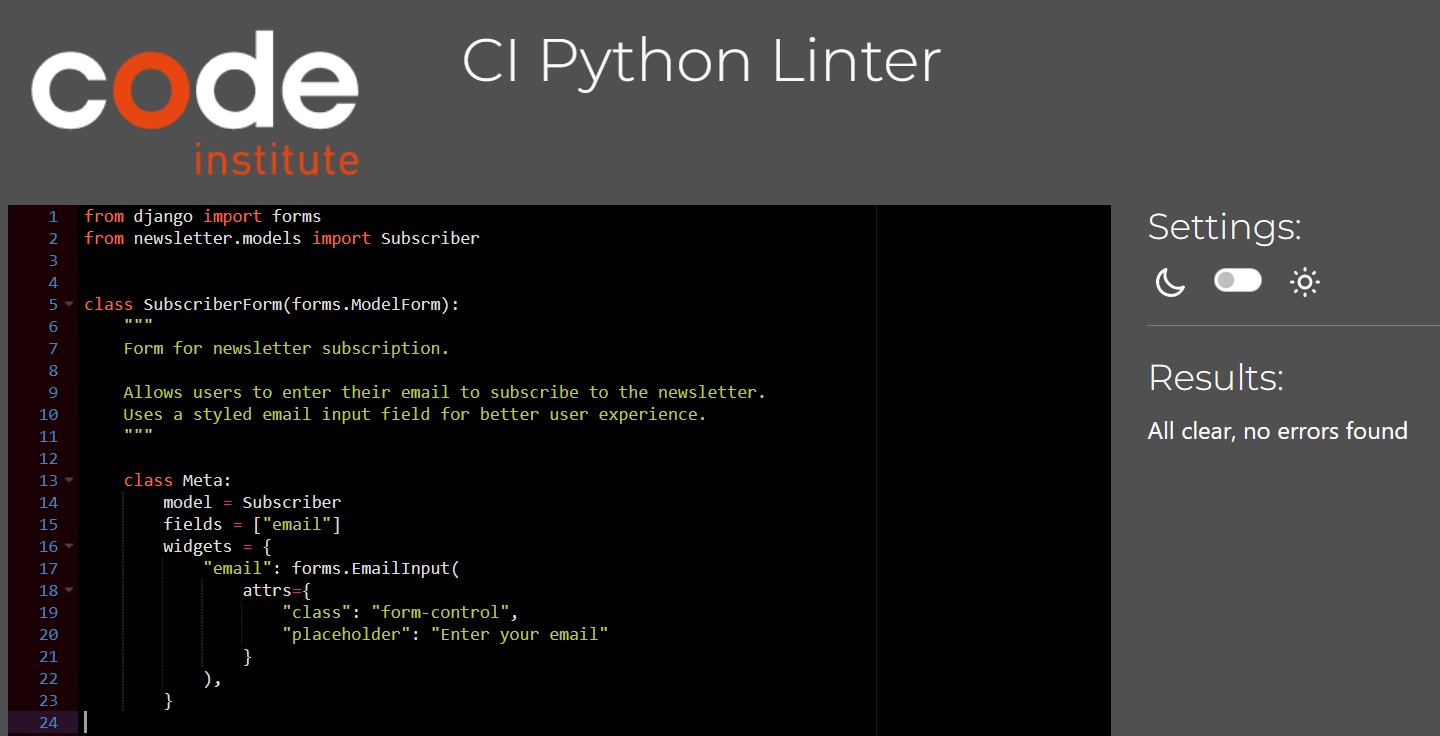 code
institute
CI Python Linter
1 from django import forms
2 from newsletter.models import Subscriber
3
4
5 class SubscriberForm(forms.ModelForm):
6     """
7     Form for newsletter subscription.
8
9     Allows users to enter their email to subscribe to the newsletter.
10     Uses a styled email input field for better user experience.
11     """
12
13     class Meta:
14         model = Subscriber
15         fields = ["email"]
16         widgets = {
17             "email": forms.EmailInput(
18                 attrs={
19                     "class": "form-control",
20                     "placeholder": "Enter your email"
21                 }
22             ),
23         }
24
Settings:
Results:
All clear, no errors found